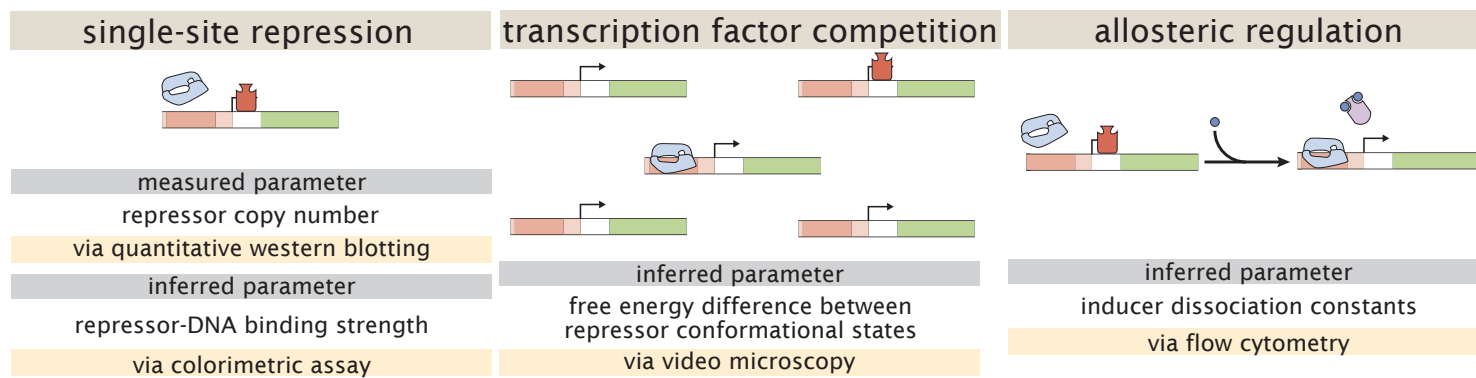 single-site repression
measured parameter
repressor copy number
via quantitative western blotting
inferred parameter
repressor-DNA binding strength
via colorimetric assay
transcription factor competition
inferred parameter
free energy difference between
repressor conformational states
via video microscopy
allosteric regulation
inferred parameter
inducer dissociation constants
via flow cytometry